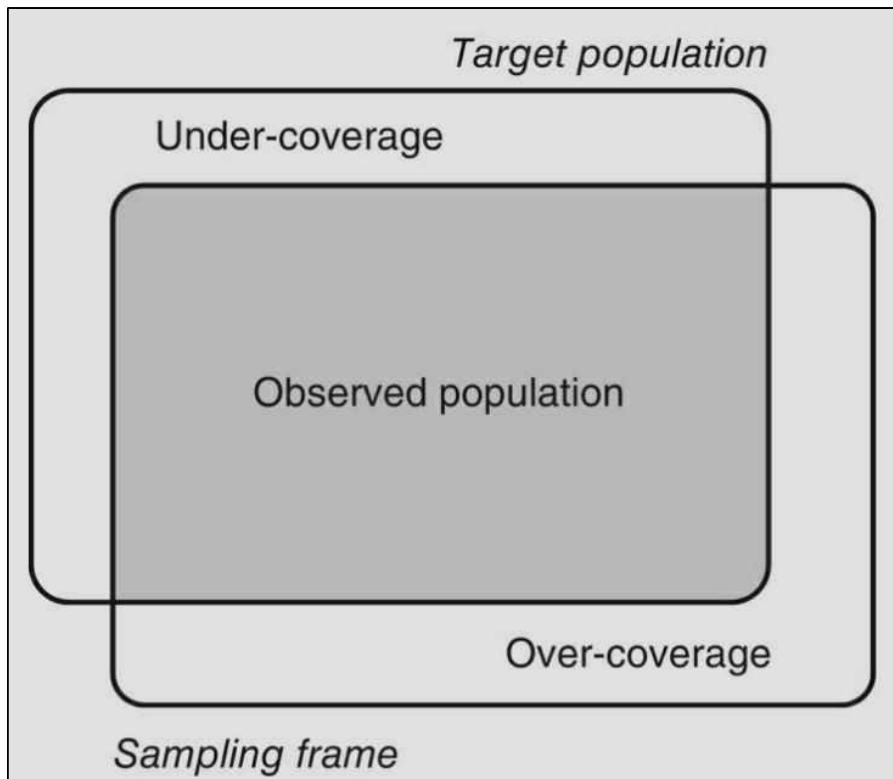 Target population
Under-coverage
Observed population
Over-coverage
Sampling frame